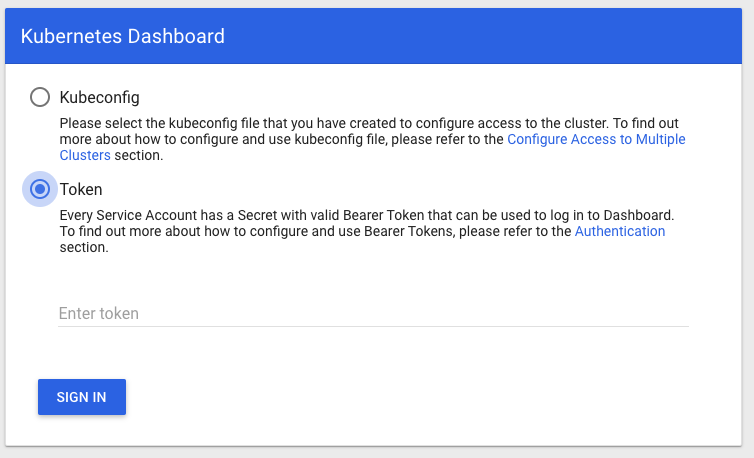 Kubernetes Dashboard
Kubeconfig
Please select the kubeconfig file that you have created to configure access to the cluster. To find out
more about how to configure and use kubeconfig file, please refer to the Configure Access to Multiple
Clusters section.
Token
Every Service Account has a Secret with valid Bearer Token that can be used to log in to Dashboard.
To find out more about how to configure and use Bearer Tokens, please refer to the Authentication
section.
Enter token
SIGN IN